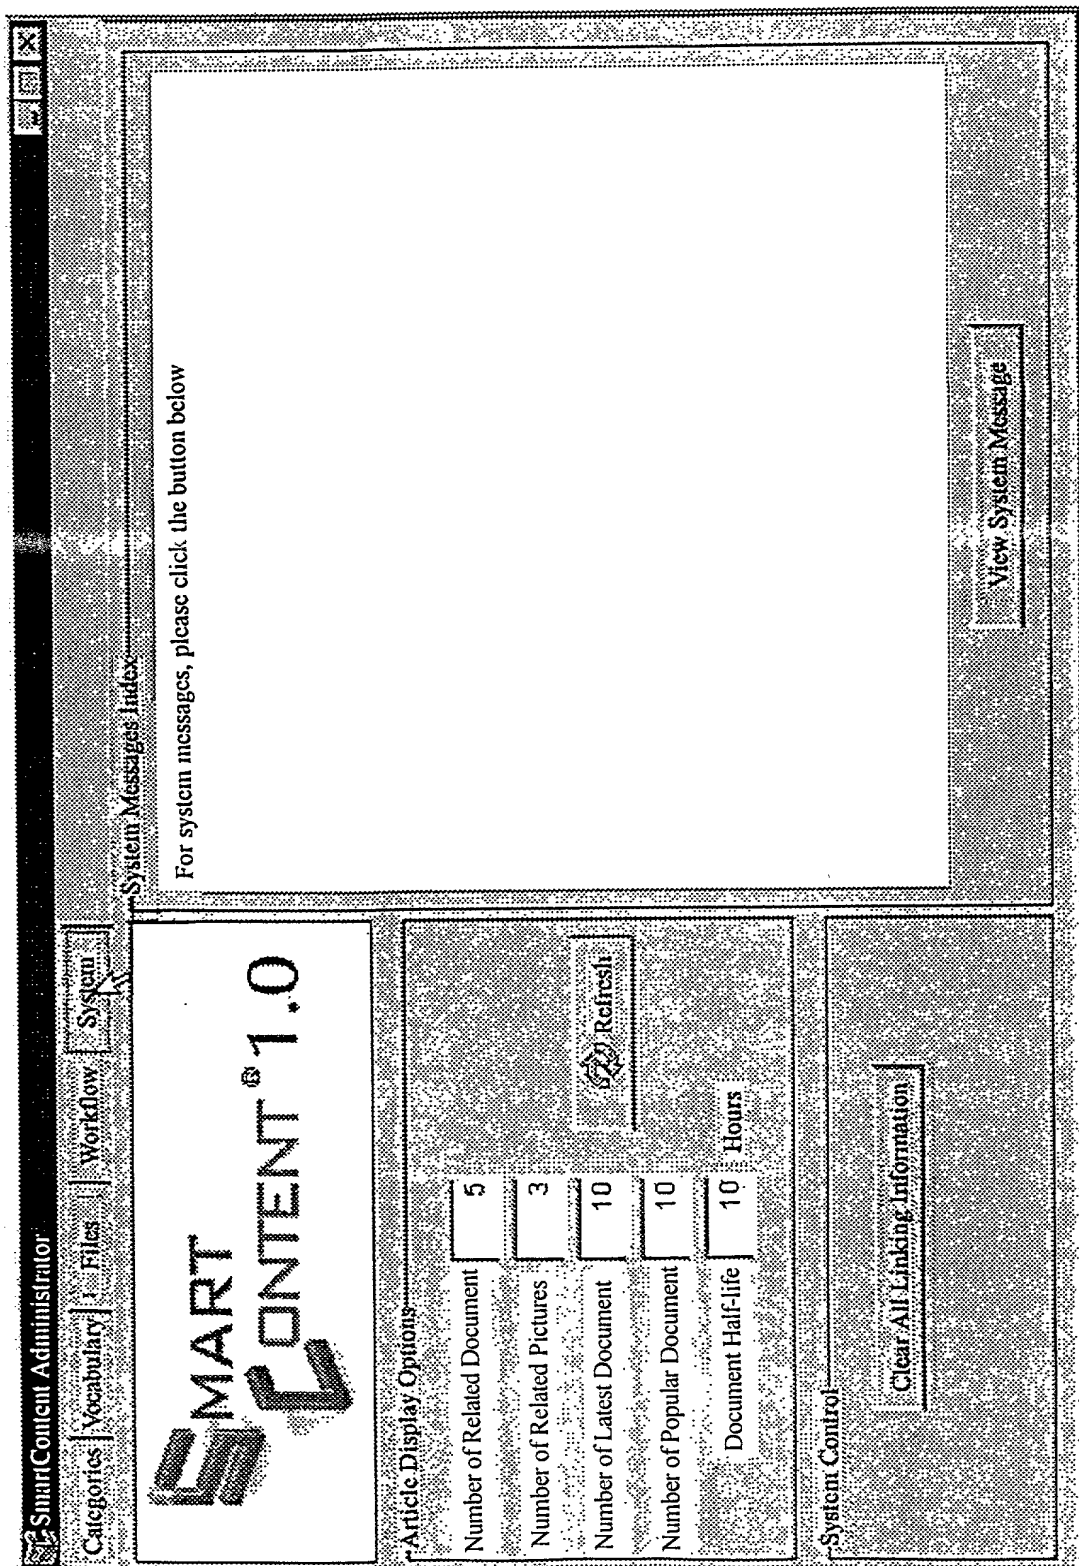 SmartContent Administrator
Categories Vocabulary Files Workflow System
SMART
CONTENT ® 1.0
Article Display Options
Number of Related Document 5
Number of Related Pictures 3
Number of Latest Document 10
Number of Popular Document 10
Document Half-life 10 Hours
Refresh
System Control
Clear All Linking Information
System Messages Index
For system messages, please click the button below
View System Message